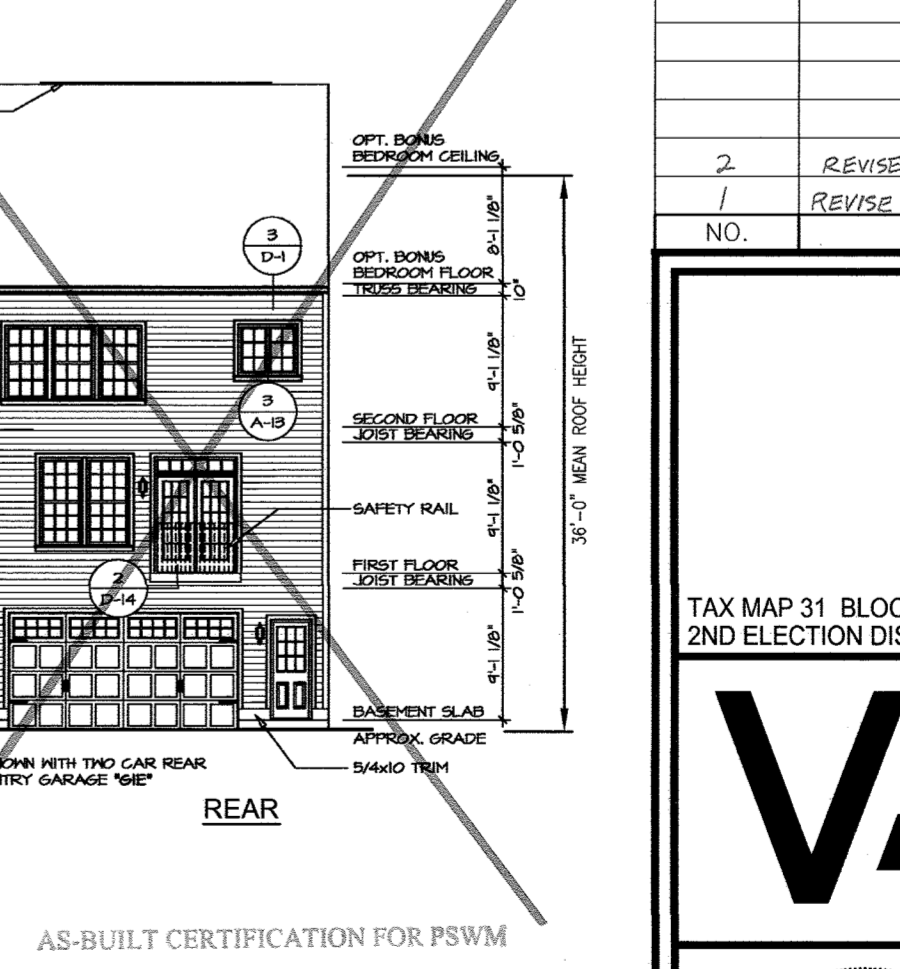 OPT. BONUS
BEDROOM CEILING
8'-1 1/8"
3
D-1
OPT. BONUS
BEDROOM FLOOR
TRUSS BEARING
10"
9'-1 1/8"
3
A-13
SECOND FLOOR
JOIST BEARING
1'-0 5/8"
9'-1 1/8"
SAFETY RAIL
36'-0" MEAN ROOF HEIGHT
FIRST FLOOR
JOIST BEARING
1'-0 5/8"
2
D-14
9'-1 1/8"
BASEMENT SLAB
APPROX. GRADE
5/4x10 TRIM
OWN WITH TWO CAR REAR
TRY GARAGE "GIE"
REAR
AS-BUILT CERTIFICATION FOR PSWM
2 REVISE
1 REVISE
NO.
TAX MAP 31 BLOC
2ND ELECTION DIS
V